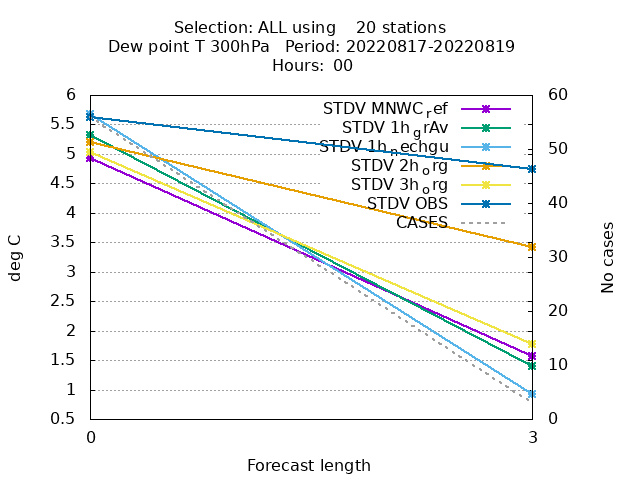 Selection: ALL using 20 stations
Dew point T 300hPa Period: 20220817-20220819
Hours: 00
6
5.5
5
4.5
4
3.5
3
2.5
2
1.5
1
0.5
deg C
STDV MNWC_ref
STDV 1h_grAv
STDV 1h_nechgu
STDV 2h_org
STDV 3h_org
STDV OBS
CASES
60
50
40
30
20
10
0
No cases
0 3
Forecast length